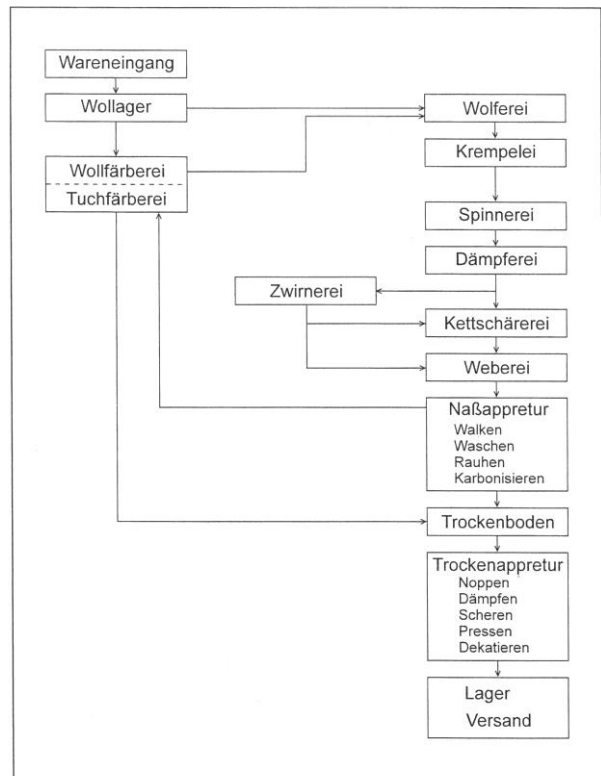 Wareneingang
Wollager
Wollfärberei
Tuchfärberei
Wolferei
Krempelei
Spinnerei
Dämpferei
Zwirnerei
Kettschärerei
Weberei
Naßappretur
Walken
Waschen
Rauhen
Karbonisieren
Trockenboden
Trockenappretur
Noppen
Dämpfen
Scheren
Pressen
Dekatieren
Lager
Versand